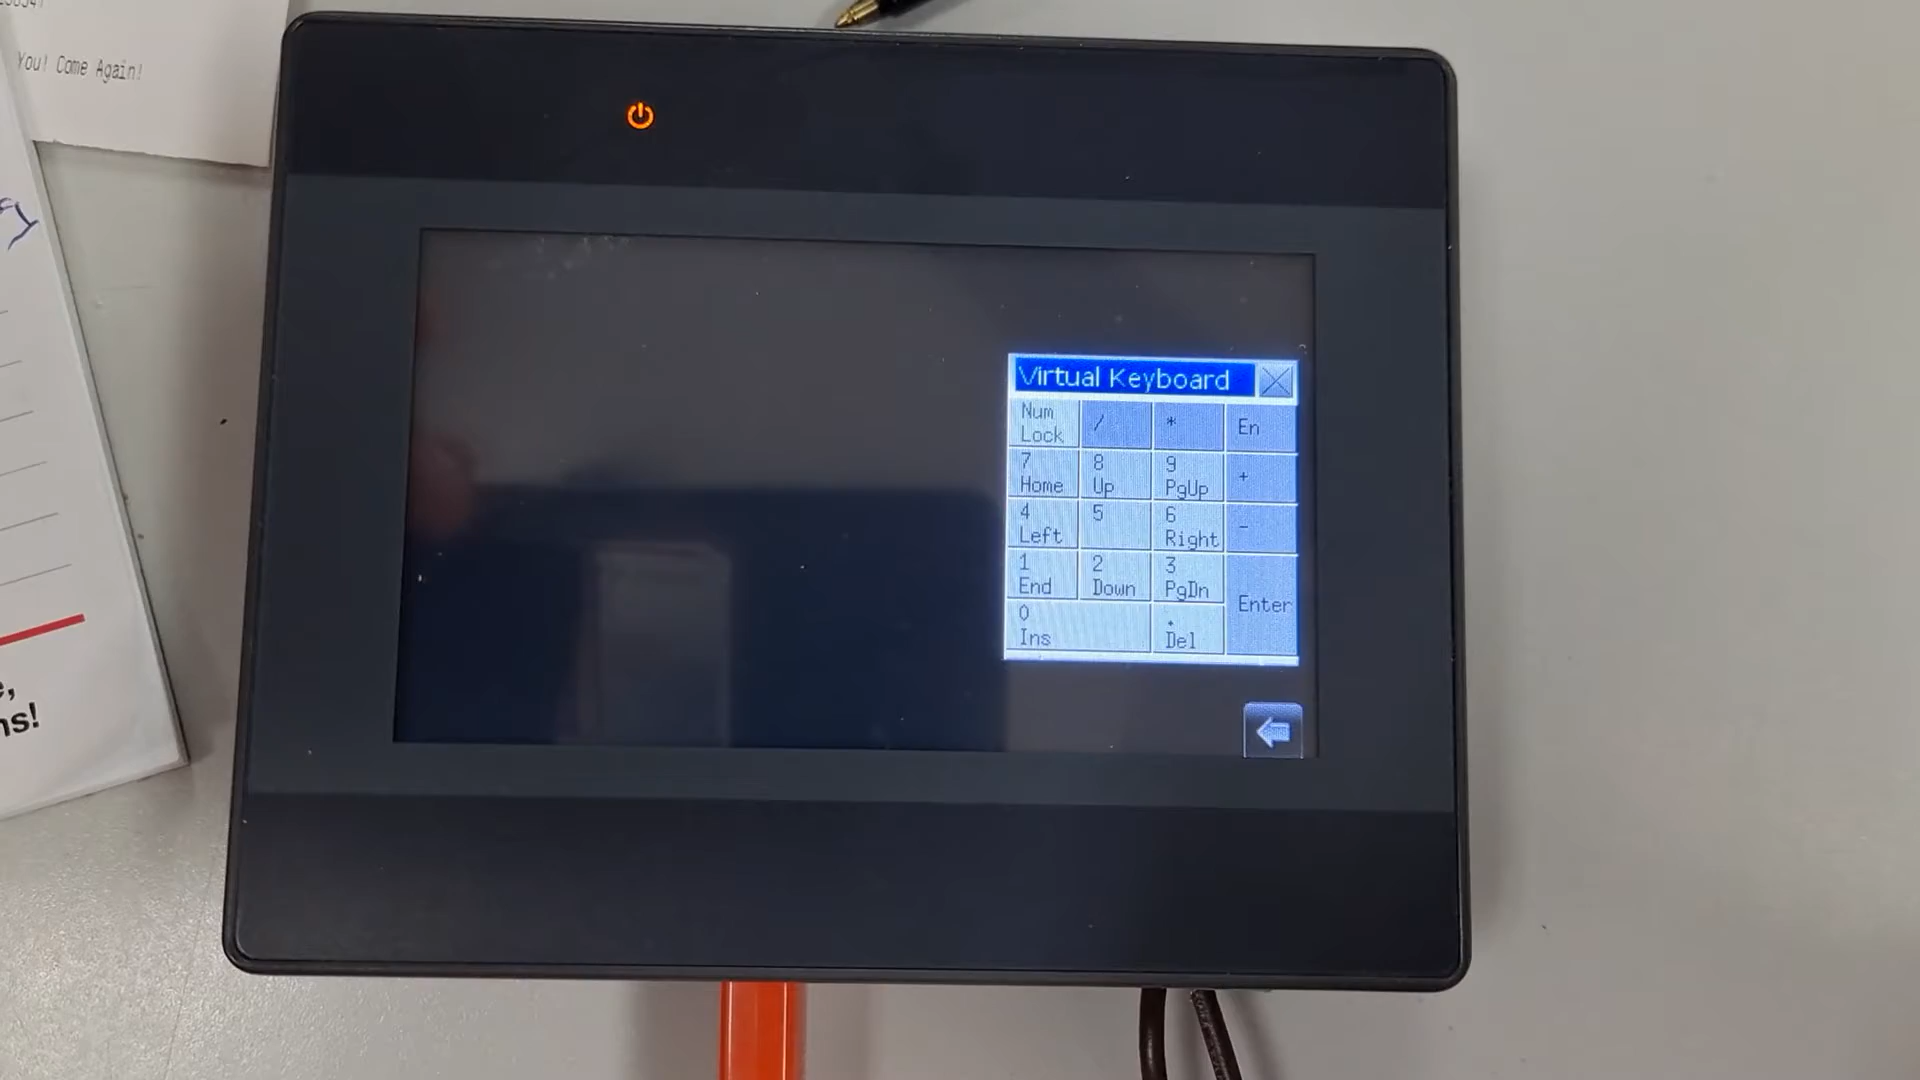 You! Come Again!
Virtual Keyboard
Num Lock / * En
7 Home 8 Up 9 PgUp +
4 Left 5 6 Right -
1 End 2 Down 3 PgDn Enter
0 Ins . Del